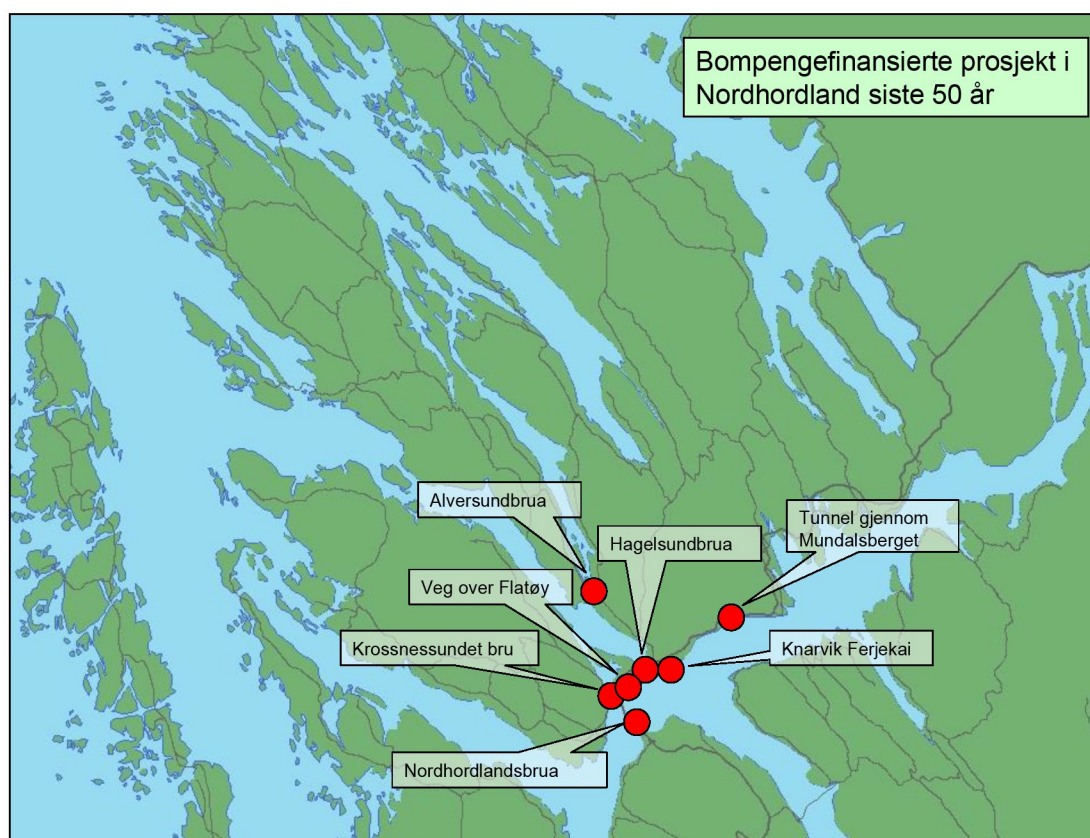 Bompengefinansierte prosjekt i
Nordhordland siste 50 år
Alversundbrua
Hagelsundbrua
Tunnel gjennom
Mundalsberget
Veg over Flatøy
Krossnessundet bru
Knarvik Ferjekai
Nordhordlandsbrua